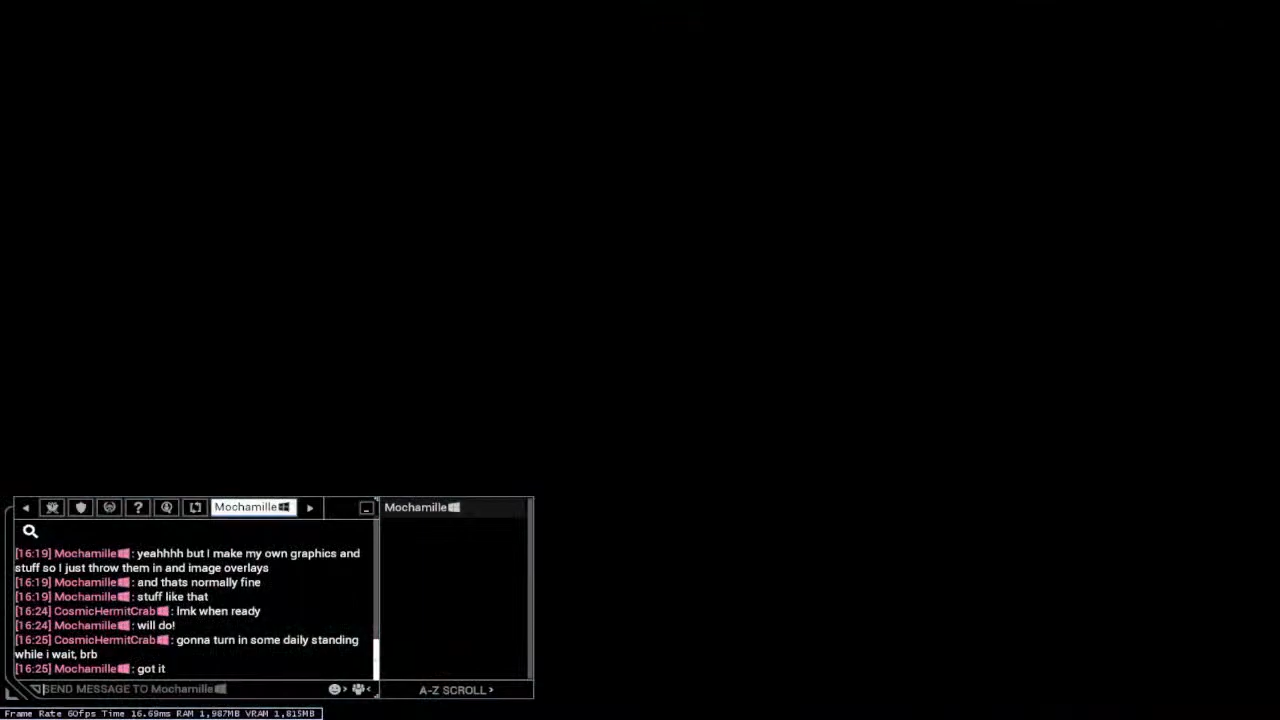 Mochamille Mochamille
[16:19] Mochamille: yeahhhh but I make my own graphics and
stuff so I just throw them in and image overlays
[16:19] Mochamille: and thats normally fine
[16:19] Mochamille: stuff like that
[16:24] CosmicHermitCrab: lmk when ready
[16:24] Mochamille: will do!
[16:25] CosmicHermitCrab: gonna turn in some daily standing
while i wait, brb
[16:25] Mochamille: got it
SEND MESSAGE TO Mochamille A-Z SCROLL>
Frame Rate 60fps Time 16.69ms RAM 1,987MB VRAM 1,815MB